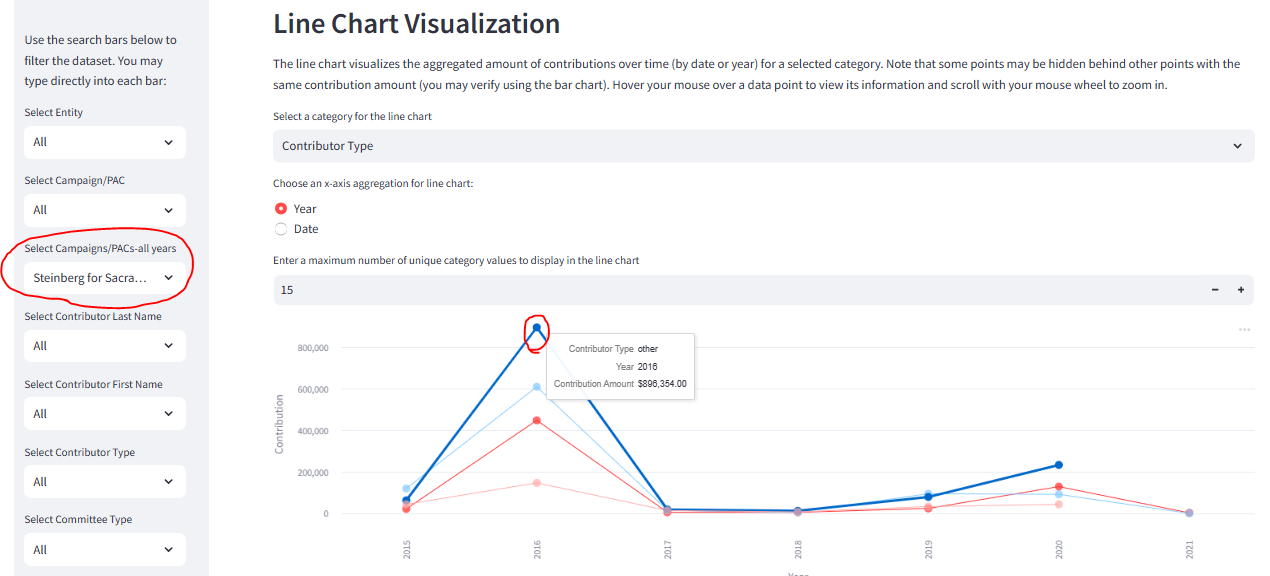 Use the search bars below to
filter the dataset. You may
type directly into each bar:
Select Entity
All
Select Campaign/PAC
All
Select Campaigns/PACs-all years
Steinberg for Sacra...
Select Contributor Last Name
All
Select Contributor First Name
All
Select Contributor Type
All
Select Committee Type
All
Line Chart Visualization
The line chart visualizes the aggregated amount of contributions over time (by date or year) for a selected category. Note that some points may be hidden behind other points with the
same contribution amount (you may verify using the bar chart). Hover your mouse over a data point to view its information and scroll with your mouse wheel to zoom in.
Select a category for the line chart
Contributor Type
Choose an x-axis aggregation for line chart:
Year
Date
Enter a maximum number of unique category values to display in the line chart
15
Contribution
800,000
600,000
400,000
200,000
0
Contributor Type other
Year 2016
Contribution Amount $896,354.00
2015
2016
2017
2018
2019
2020
2021
Year